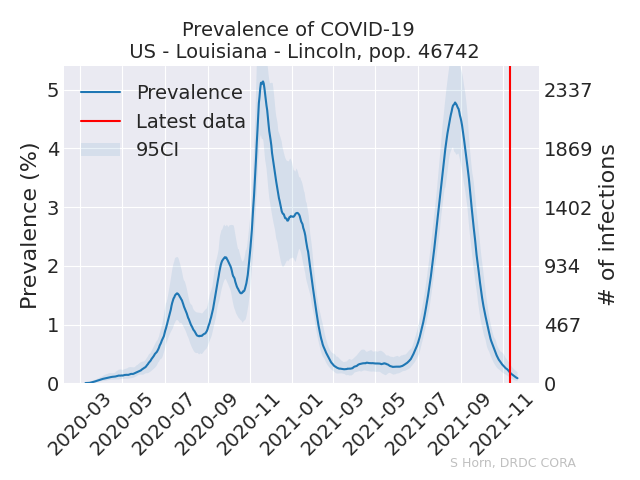 Prevalence of COVID-19
US - Louisiana - Lincoln, pop. 46742
Prevalence
Latest data
95CI
Prevalence (%)
5
4
3
2
1
0
2337
1869
1402
934
467
0
# of infections
2020-03
2020-05
2020-07
2020-09
2020-11
2021-01
2021-03
2021-05
2021-07
2021-09
2021-11
S Horn, DRDC CORA